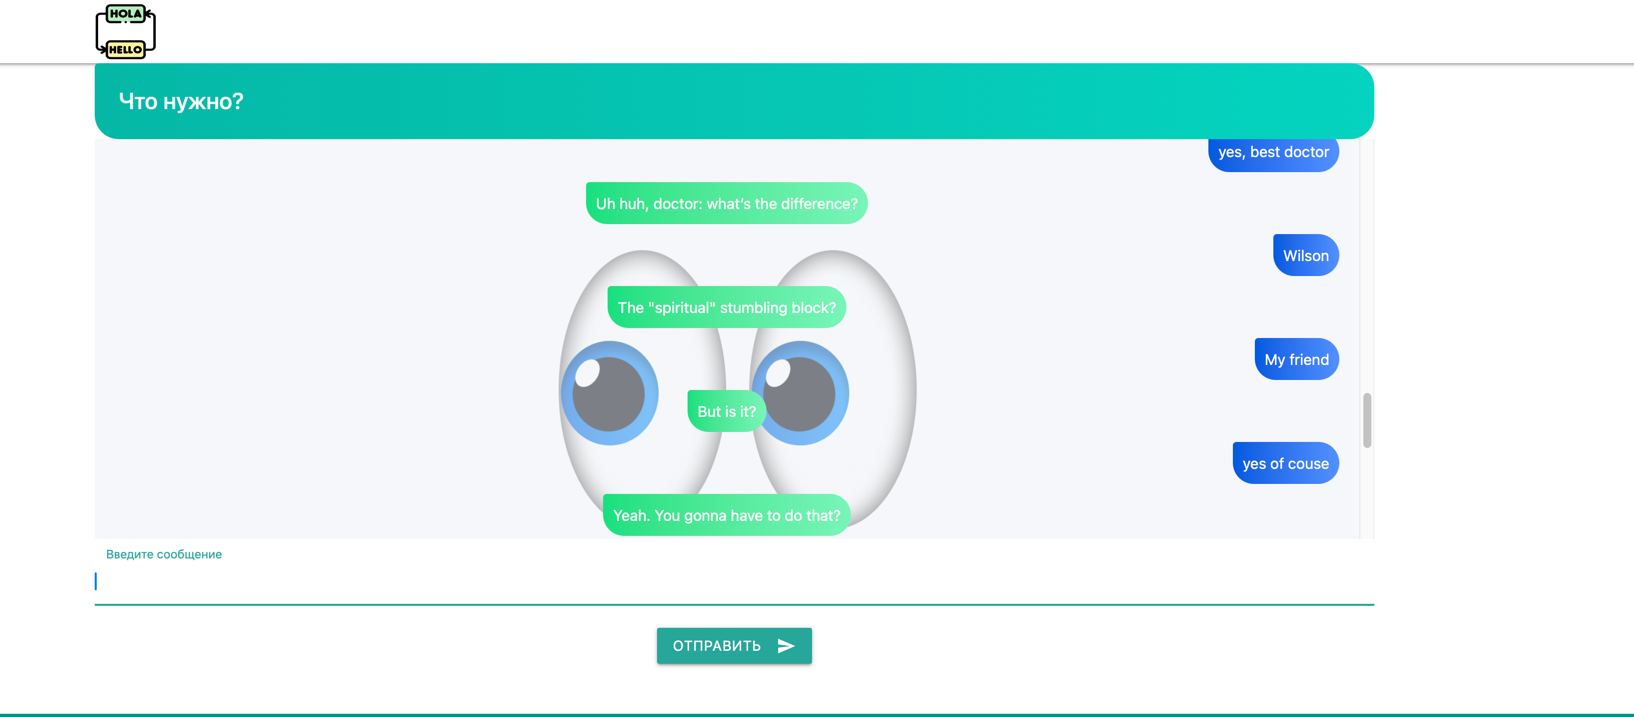 HOLA
HELLO
Что нужно?
yes, best doctor
Uh huh, doctor: what's the difference?
Wilson
The "spiritual" stumbling block?
My friend
But is it?
yes of couse
Yeah. You gonna have to do that?
Введите сообщение
ОТПРАВИТЬ